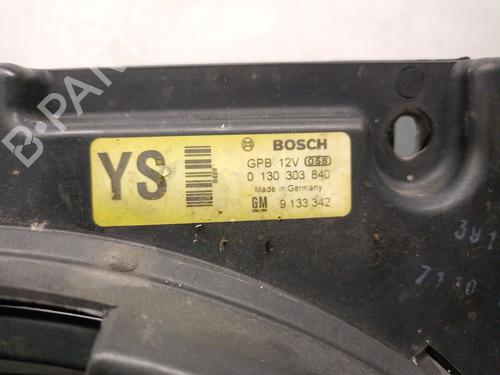 B-PARTS
YS
BOSCH
GPB 12V 058
0 130 303 840
Made in Germany
GM 9 133 342